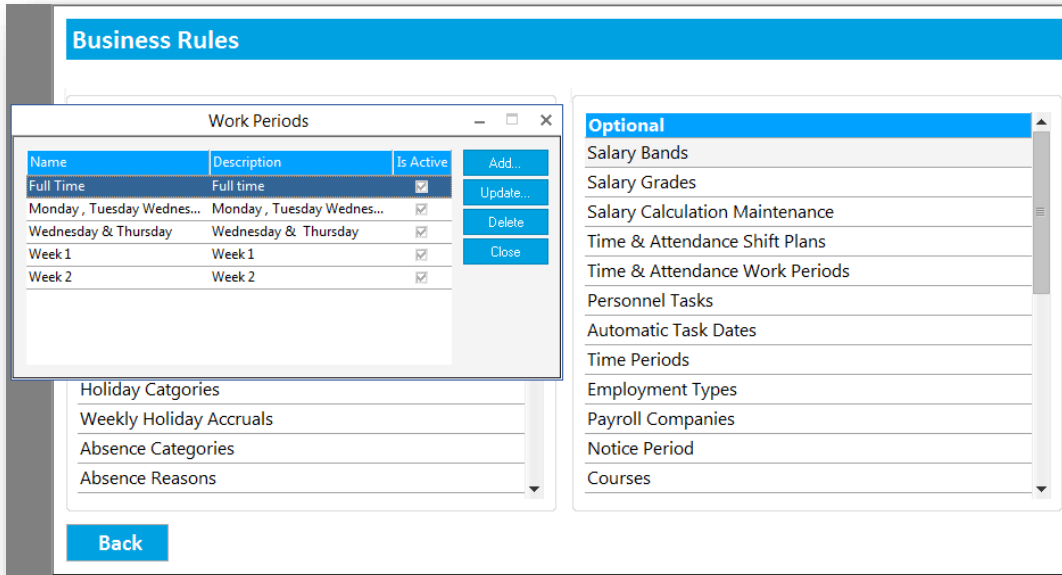 Business Rules
Work Periods
Name Description Is Active
Full Time Full time
Monday , Tuesday Wednes... Monday , Tuesday Wednes...
Wednesday & Thursday Wednesday & Thursday
Week 1 Week 1
Week 2 Week 2
Add...
Update...
Delete
Close
Holiday Catgories
Weekly Holiday Accruals
Absence Categories
Absence Reasons
Optional
Salary Bands
Salary Grades
Salary Calculation Maintenance
Time & Attendance Shift Plans
Time & Attendance Work Periods
Personnel Tasks
Automatic Task Dates
Time Periods
Employment Types
Payroll Companies
Notice Period
Courses
Back